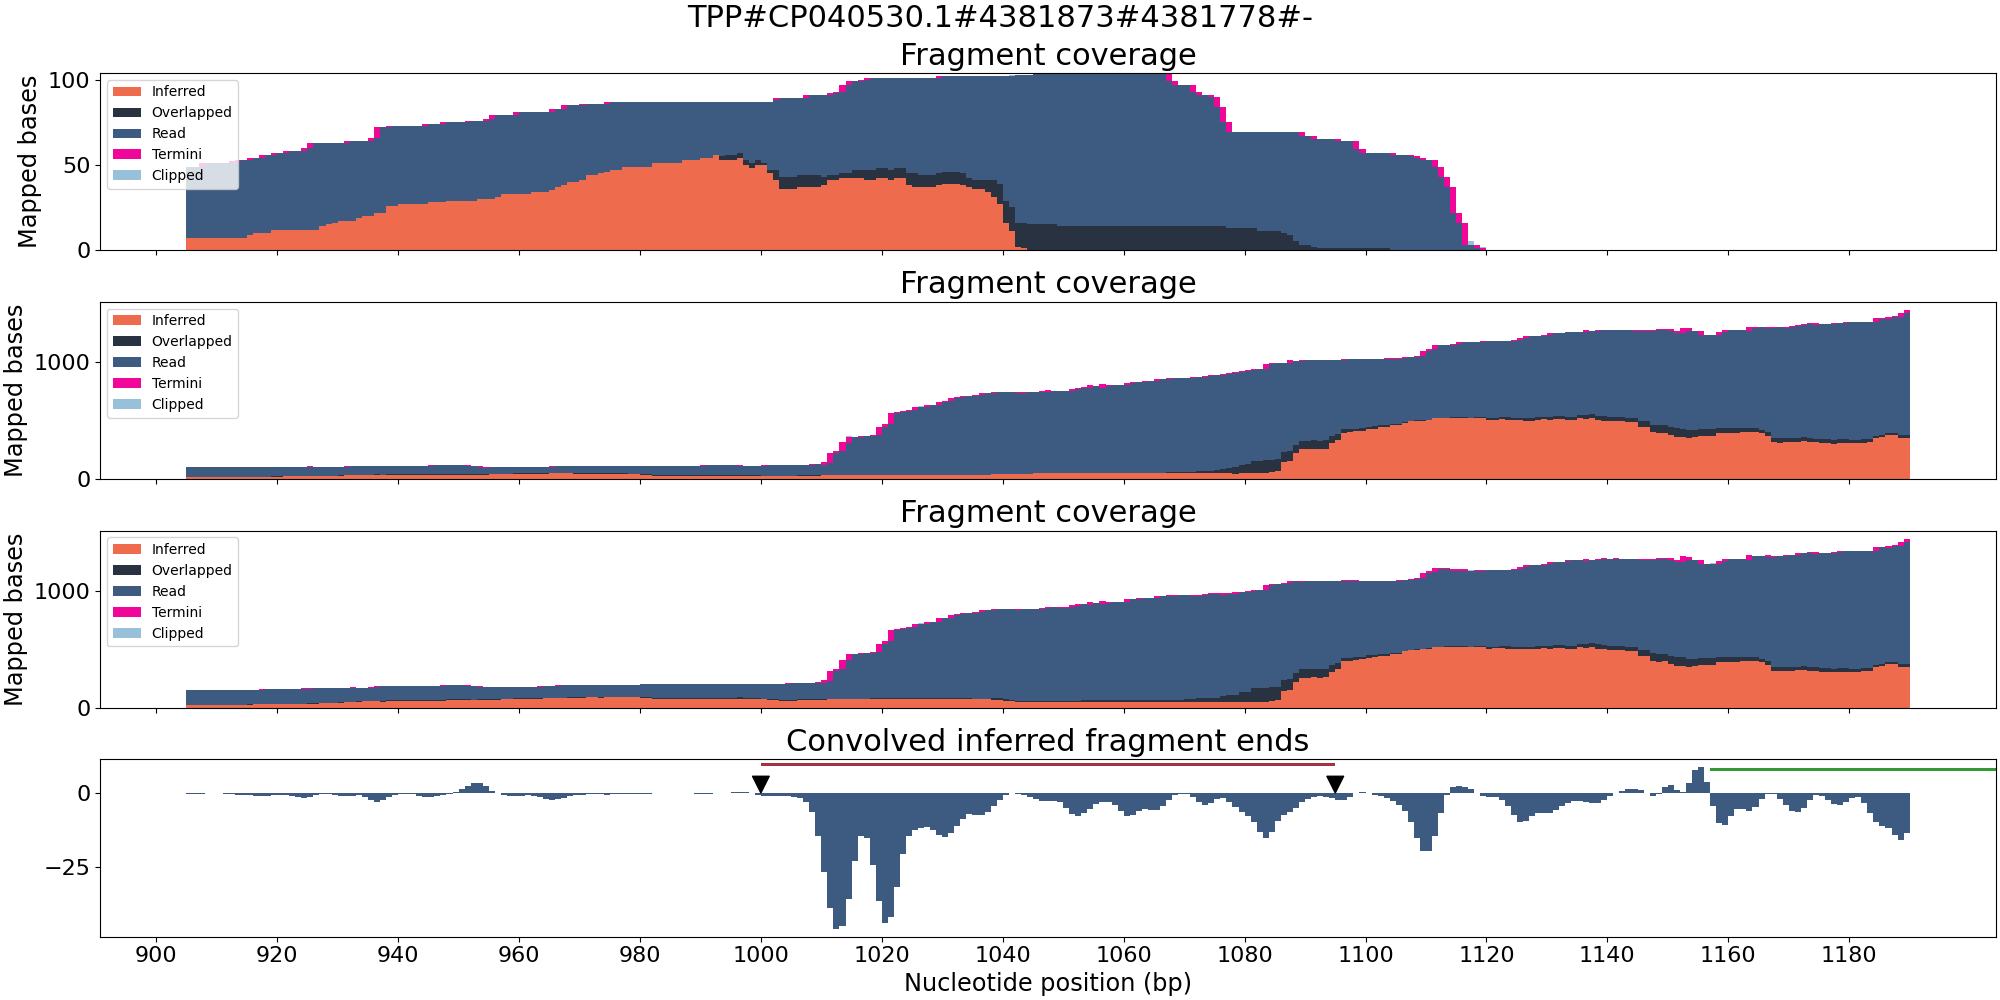 TPP#CP040530.1#4381873#4381778#-
Fragment coverage
Mapped bases
100
50
0
Inferred
Overlapped
Read
Termini
Clipped
Fragment coverage
Mapped bases
1000
0
Inferred
Overlapped
Read
Termini
Clipped
Fragment coverage
Mapped bases
1000
0
Inferred
Overlapped
Read
Termini
Clipped
Convolved inferred fragment ends
0
−25
900 920 940 960 980 1000 1020 1040 1060 1080 1100 1120 1140 1160 1180
Nucleotide position (bp)